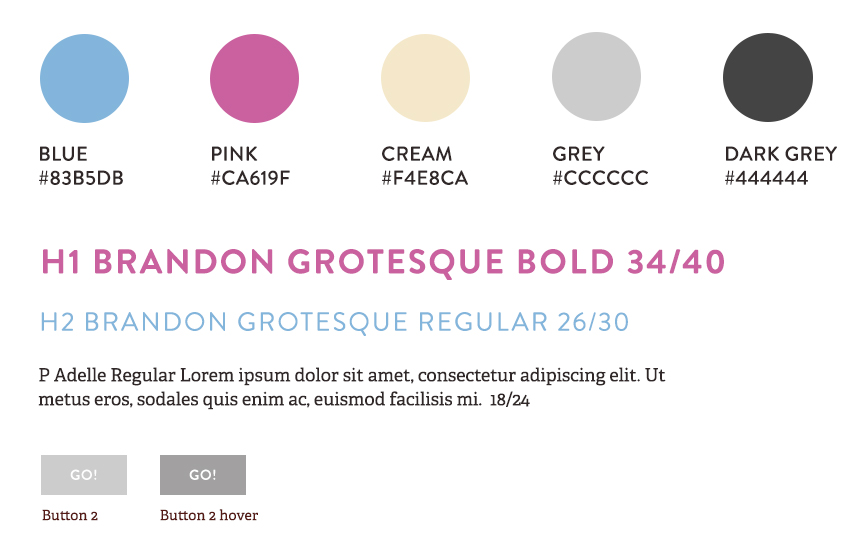 BLUE
#83B5DB
PINK
#CA619F
CREAM
#F4E8CA
GREY
#CCCCCC
DARK GREY
#444444
H1 BRANDON GROTESQUE BOLD 34/40
H2 BRANDON GROTESQUE REGULAR 26/30
P Adelle Regular Lorem ipsum dolor sit amet, consectetur adipiscing elit. Ut
metus eros, sodales quis enim ac, euismod facilisis mi. 18/24
GO!
GO!
Button 2
Button 2 hover